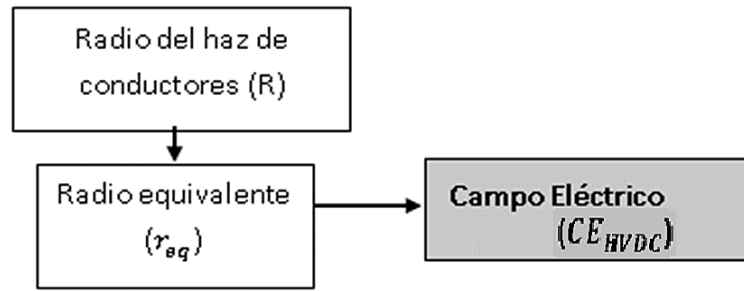 Radio del haz de
conductores (R)
Radio equivalente
(r_eq)
Campo Eléctrico
(CE_HVDC)